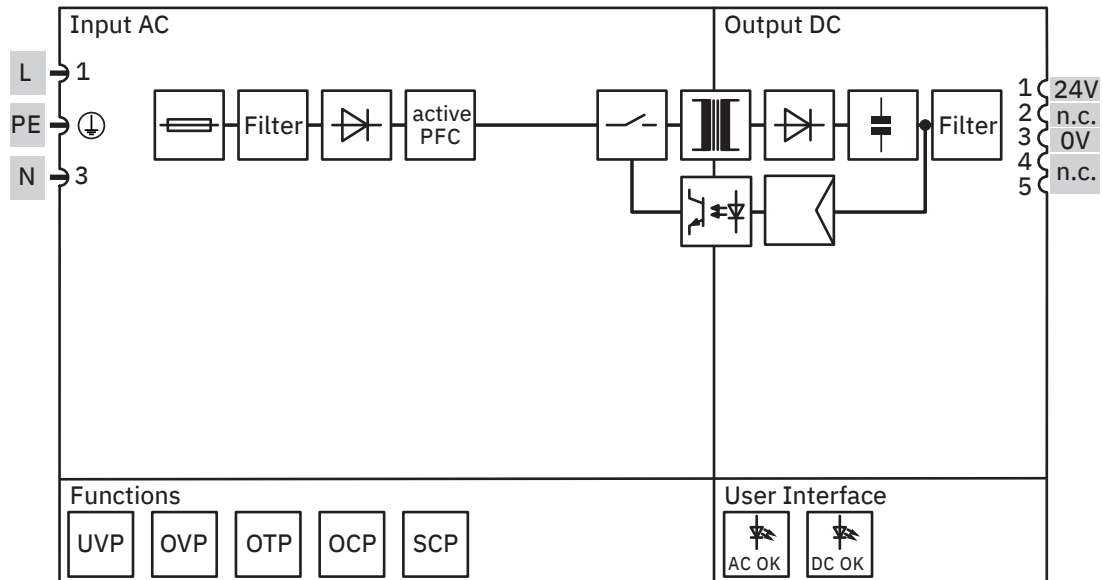 Input AC
Output DC
L
1
PE
N
3
Filter
active
PFC
Filter
1
24V
2
n.c.
3
0V
4
n.c.
5
Functions
UVP
OVP
OTP
OCP
SCP
User Interface
AC OK
DC OK